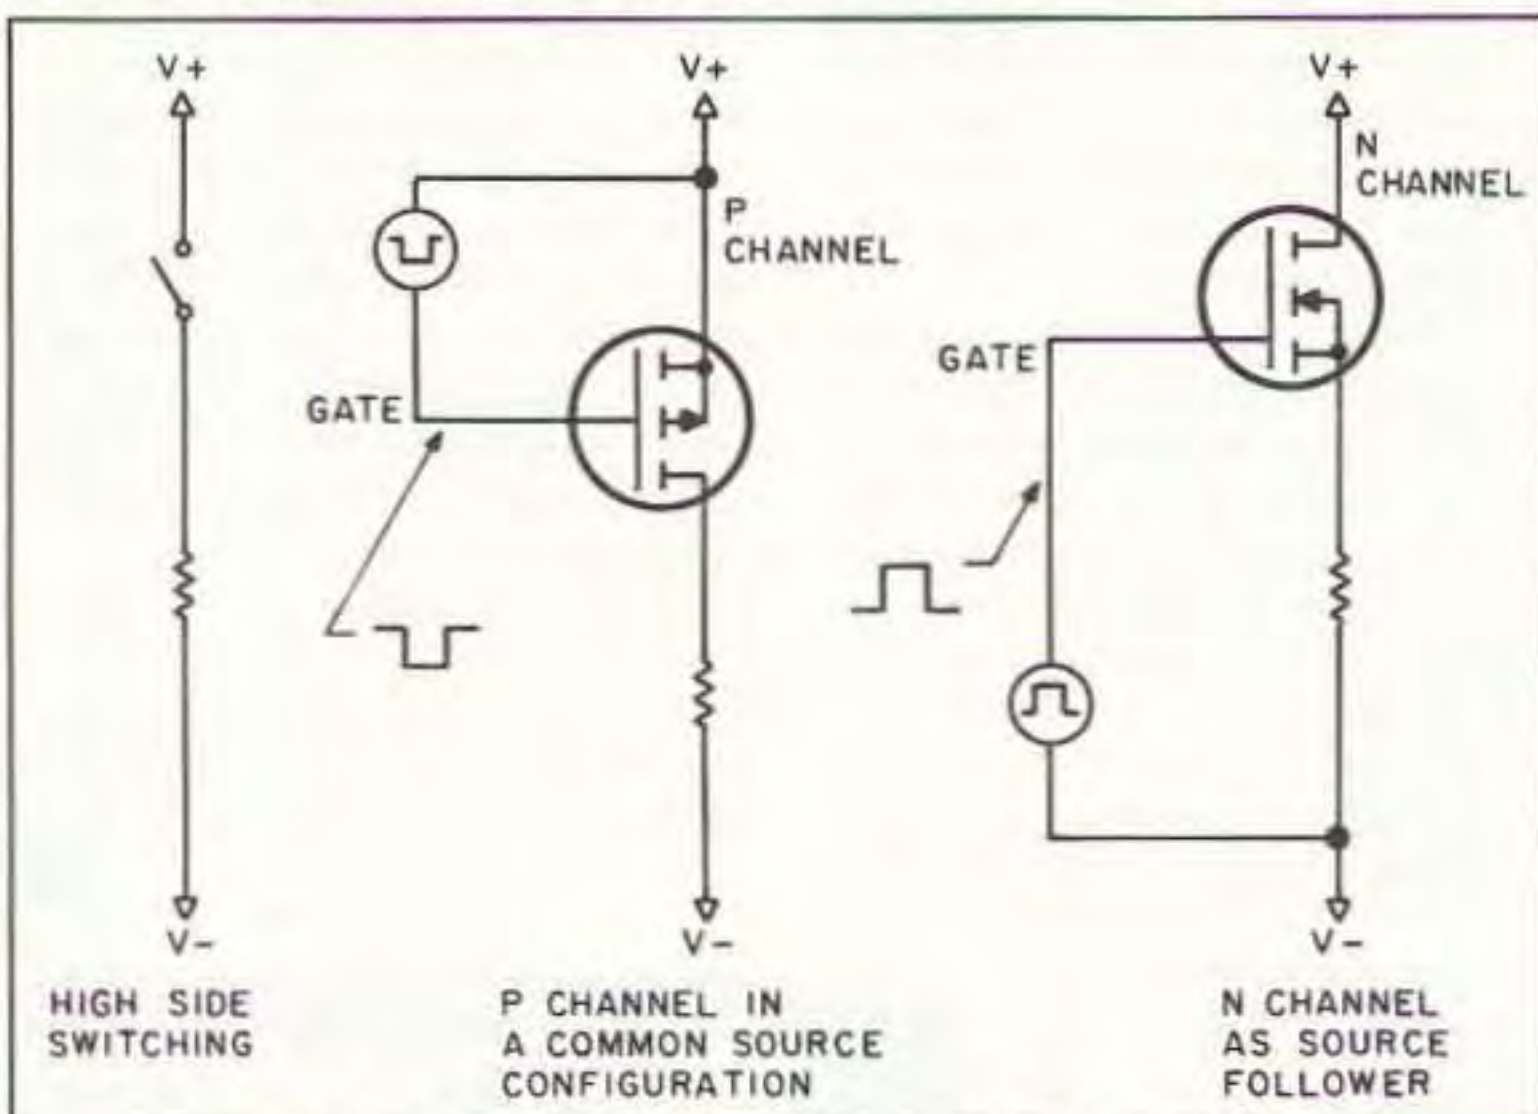 V+
V+
V+
N
CHANNEL
P
CHANNEL
GATE
GATE
V-
V-
V-
HIGH SIDE
SWITCHING
P CHANNEL IN
A COMMON SOURCE
CONFIGURATION
N CHANNEL
AS SOURCE
FOLLOWER